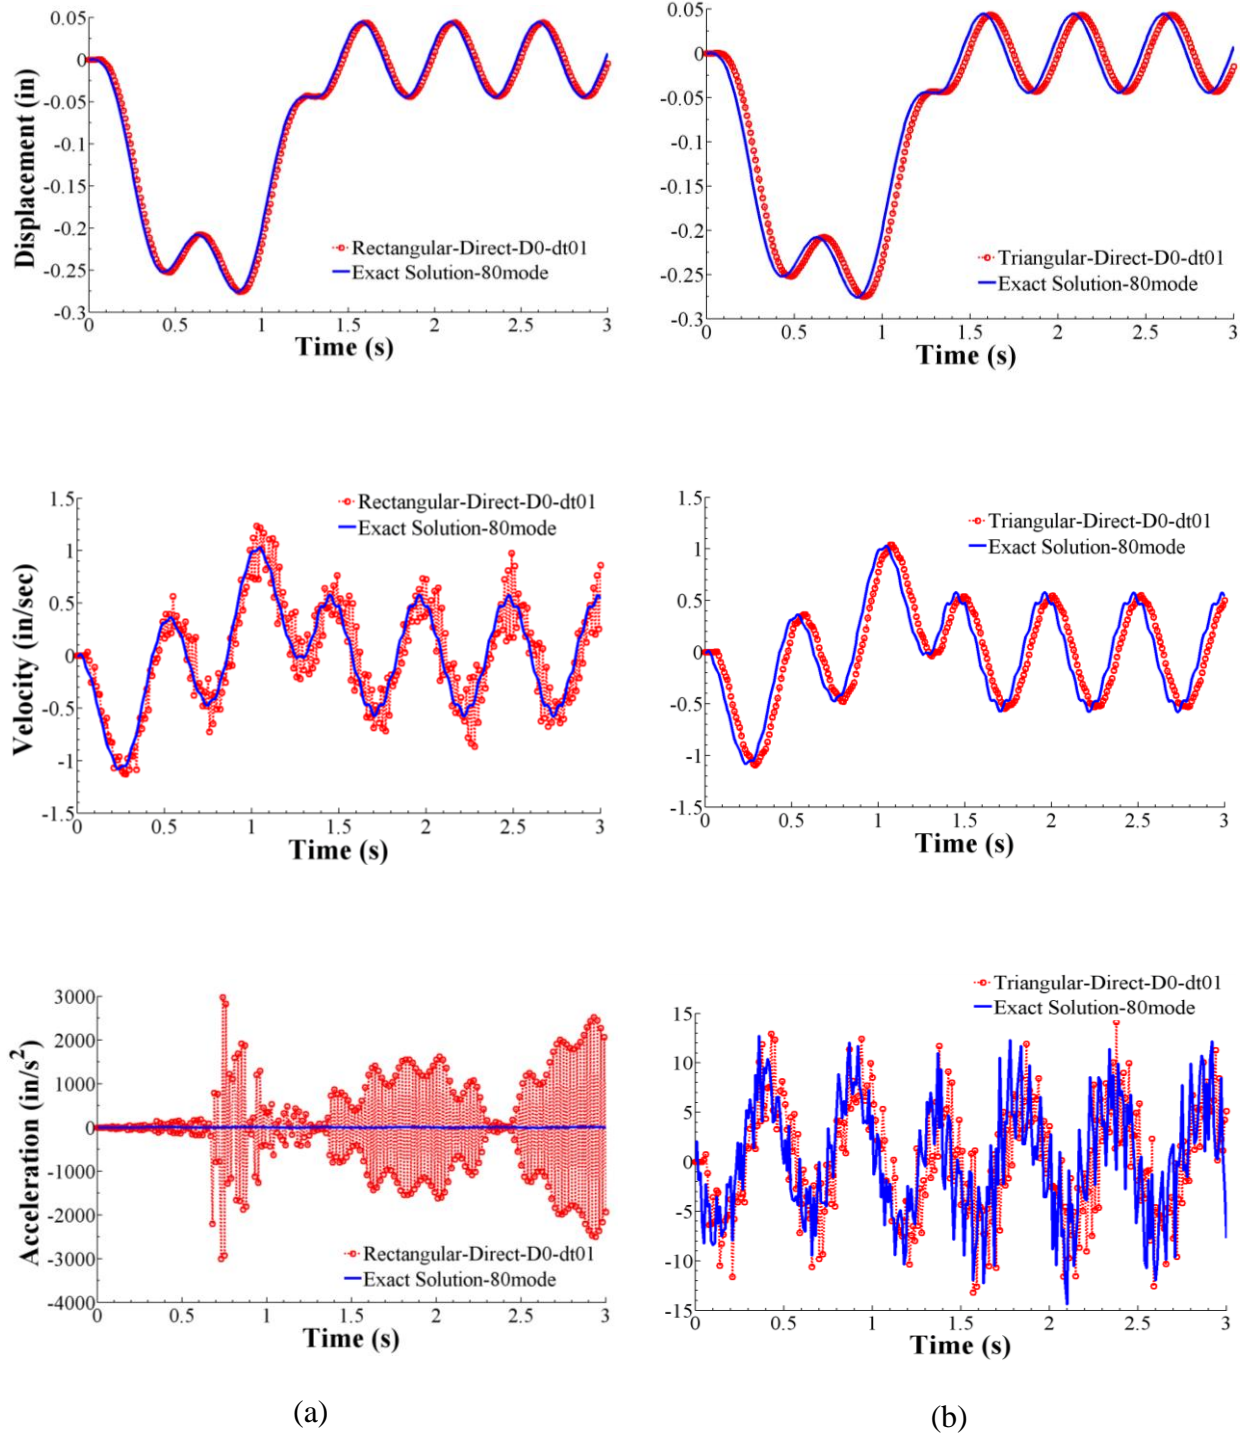 0.05
0
-0.05
-0.1
-0.15
-0.2
-0.25
-0.3
Displacement (in)
Rectangular-Direct-D0-dt01
Exact Solution-80mode
0 0.5 1 1.5 2 2.5 3
Time (s)
0.05
0
-0.05
-0.1
-0.15
-0.2
-0.25
-0.3
Triangular-Direct-D0-dt01
Exact Solution-80mode
0 0.5 1 1.5 2 2.5 3
Time (s)
1.5
1
0.5
0
-0.5
-1
-1.5
Velocity (in/sec)
Rectangular-Direct-D0-dt01
Exact Solution-80mode
0 0.5 1 1.5 2 2.5 3
Time (s)
1.5
1
0.5
0
-0.5
-1
-1.5
Triangular-Direct-D0-dt01
Exact Solution-80mode
0 0.5 1 1.5 2 2.5 3
Time (s)
3000
2000
1000
0
-1000
-2000
-3000
-4000
Acceleration (in/s²)
Rectangular-Direct-D0-dt01
Exact Solution-80mode
0 0.5 1 1.5 2 2.5 3
Time (s)
Triangular-Direct-D0-dt01
Exact Solution-80mode
15
10
5
0
-5
-10
-15
0 0.5 1 1.5 2 2.5 3
Time (s)
(a)
(b)